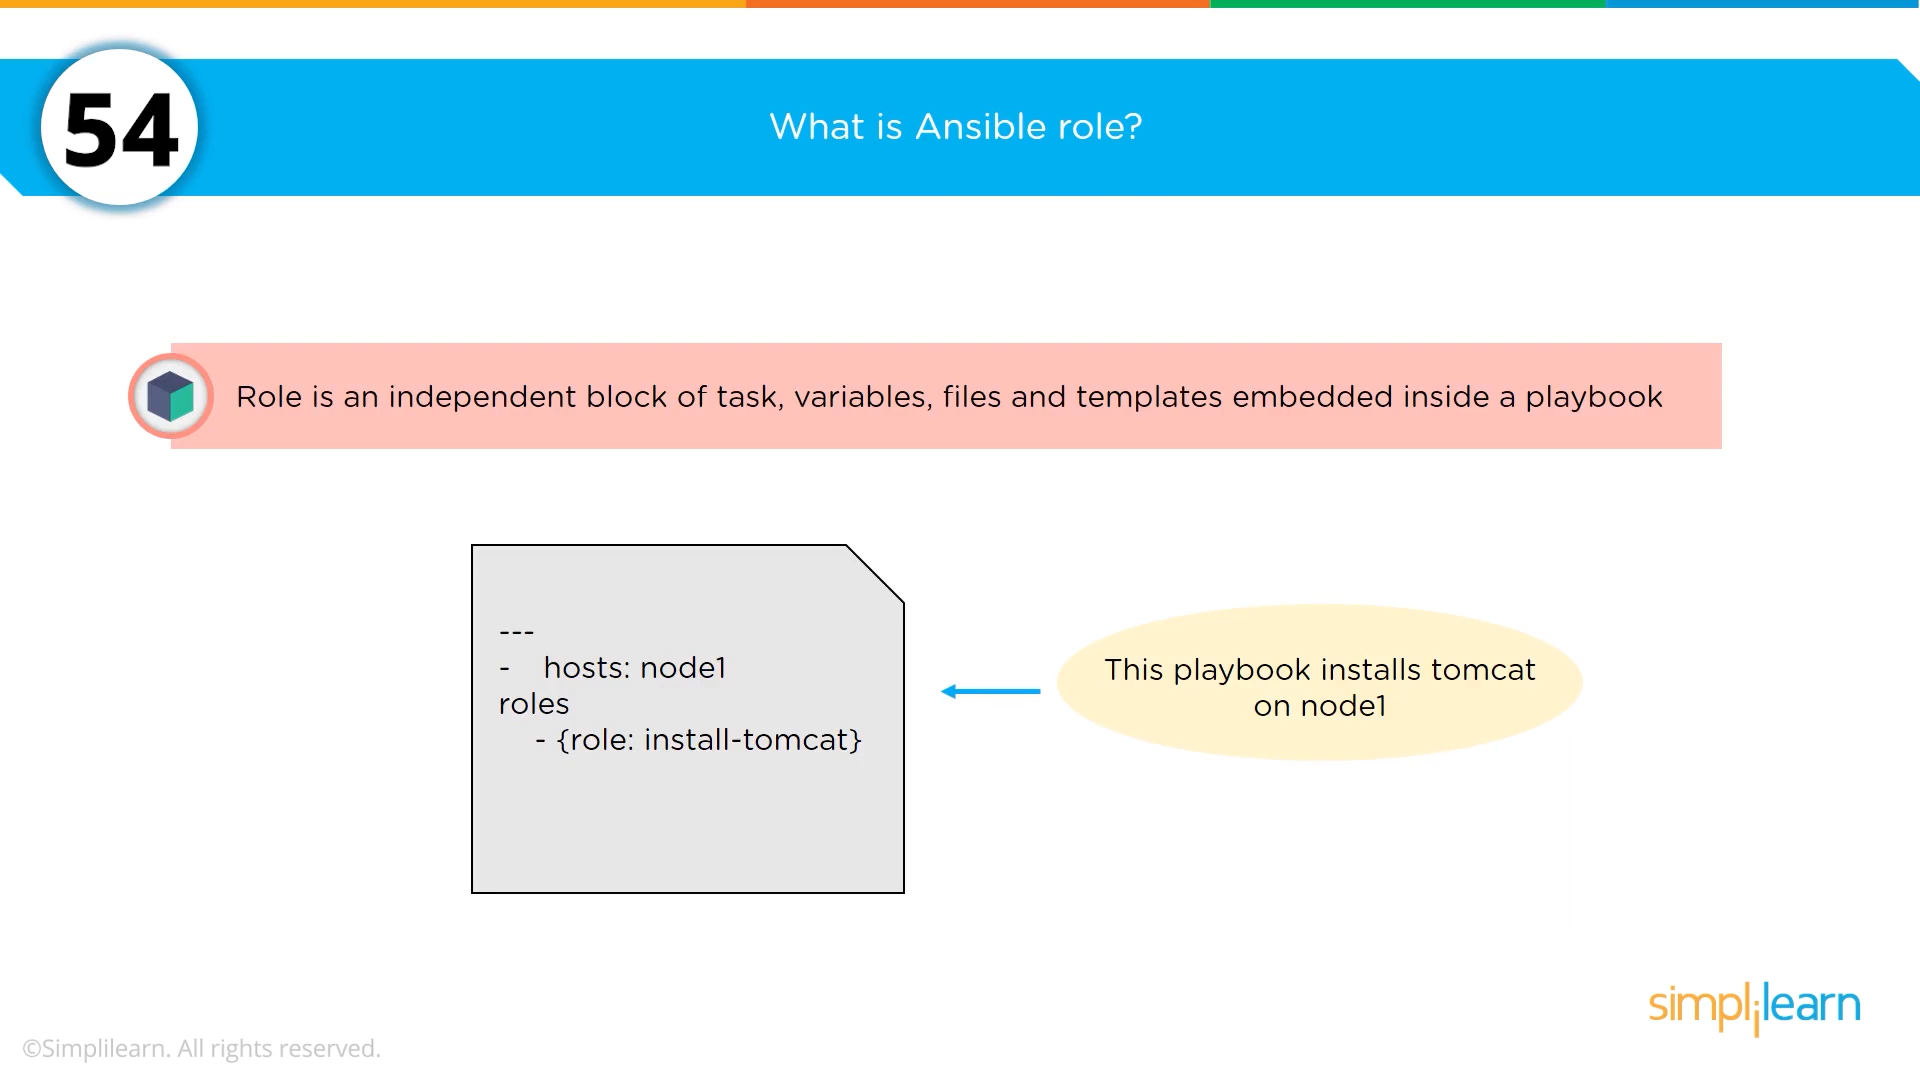 54
What is Ansible role?
Role is an independent block of task, variables, files and templates embedded inside a playbook
---
- hosts: node1
roles
- {role: install-tomcat}
This playbook installs tomcat
on node1
simplilearn
©Simplilearn. All rights reserved.